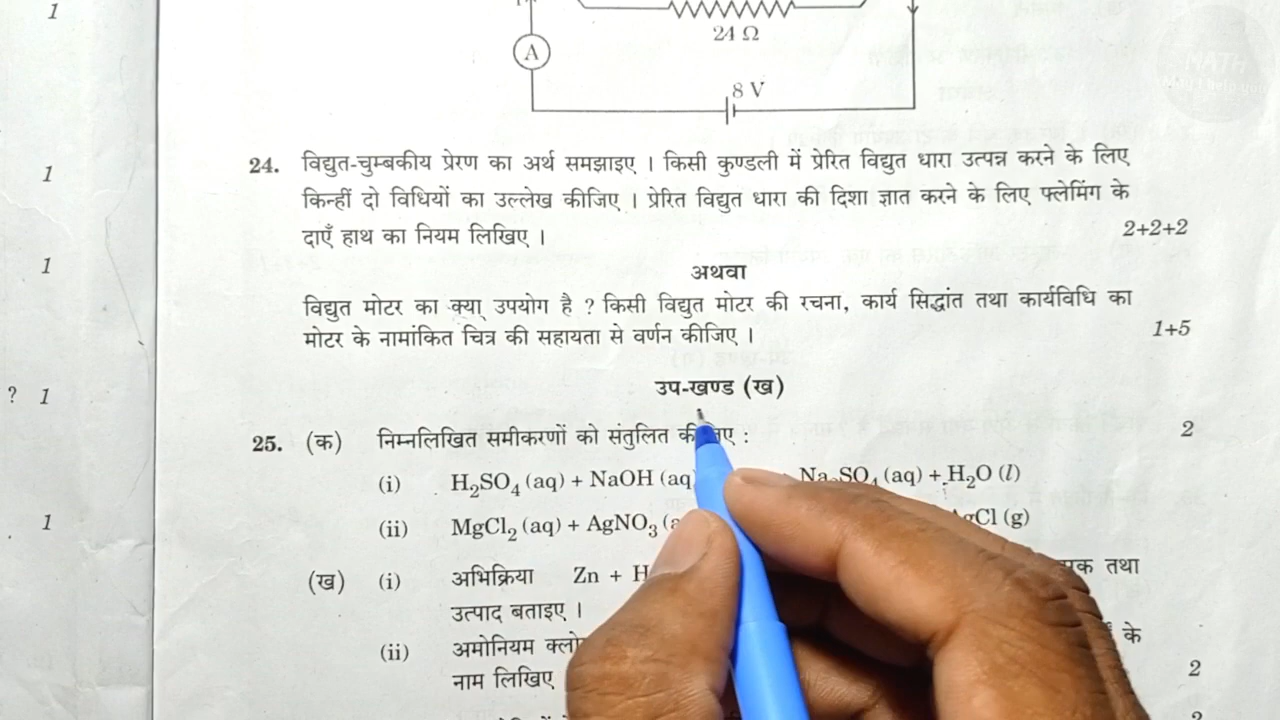 1
24 Ω
A
8 V
1
24. विद्युत-चुम्बकीय प्रेरण का अर्थ समझाइए । किसी कुण्डली में प्रेरित विद्युत धारा उत्पन्न करने के लिए
किन्हीं दो विधियों का उल्लेख कीजिए । प्रेरित विद्युत धारा की दिशा ज्ञात करने के लिए फ्लेमिंग के
दाएँ हाथ का नियम लिखिए । 2+2+2
1
अथवा
विद्युत मोटर का क्या उपयोग है ? किसी विद्युत मोटर की रचना, कार्य सिद्धांत तथा कार्यविधि का
मोटर के नामांकित चित्र की सहायता से वर्णन कीजिए । 1+5
? 1
उप-खण्ड (ख)
25. (क) निम्नलिखित समीकरणों को संतुलित : 2
(i) H₂SO₄ (aq) + NaOH (aq) Na₂SO₄ (aq) + H₂O (l)
1
(ii) MgCl₂ (aq) + AgNO₃ AgCl (g)
(ख) (i) अभिक्रिया Zn + तथा
उत्पाद बताइए ।
(ii) अमोनियम के
नाम लिखिए 2